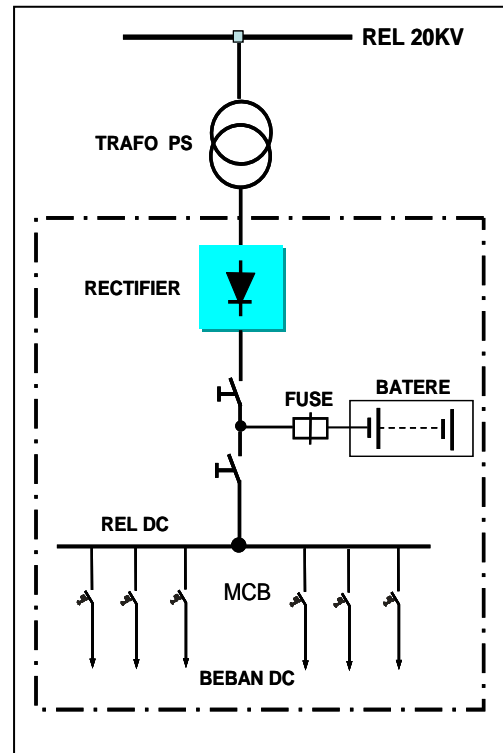 REL 20KV
TRAFO PS
RECTIFIER
FUSE
BATERE
REL DC
MCB
BEBAN DC